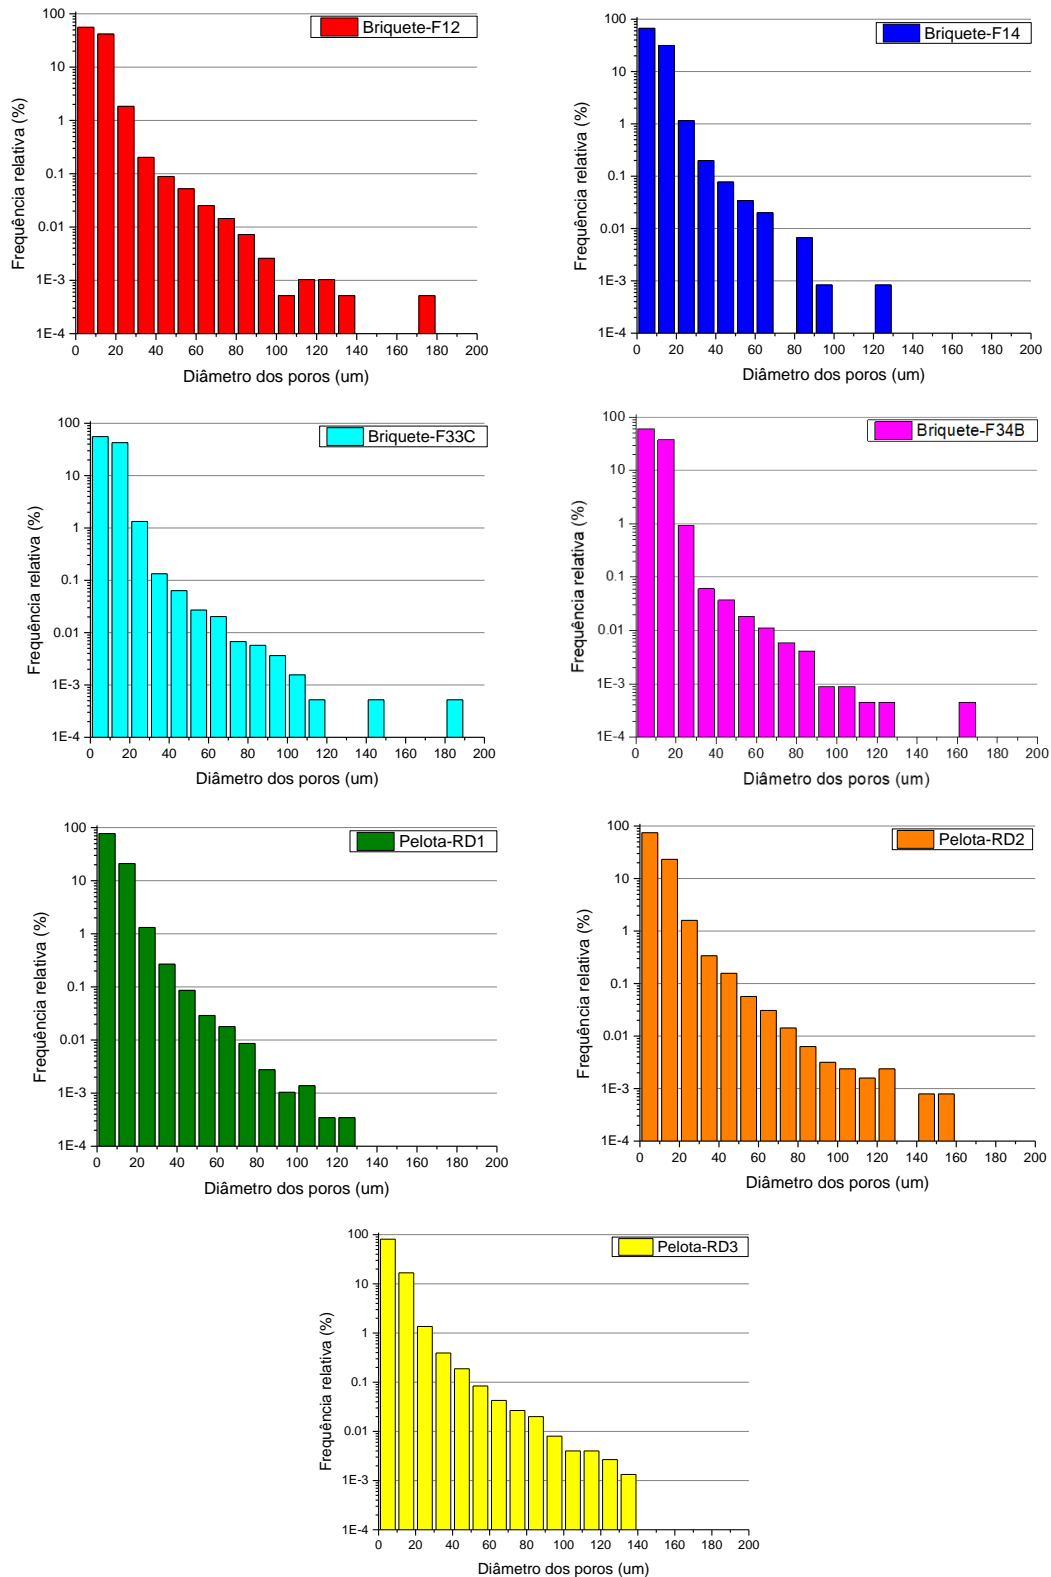 Briquete-F12
Frequência relativa (%)
100
10
1
0.1
0.01
1E-3
1E-4
0 20 40 60 80 100 120 140 160 180 200
Diâmetro dos poros (um)
Briquete-F14
Frequência relativa (%)
100
10
1
0.1
0.01
1E-3
1E-4
0 20 40 60 80 100 120 140 160 180 200
Diâmetro dos poros (um)
Briquete-F33C
Frequência relativa (%)
100
10
1
0.1
0.01
1E-3
1E-4
0 20 40 60 80 100 120 140 160 180 200
Diâmetro dos poros (um)
Briquete-F34B
Frequência relativa (%)
100
10
1
0.1
0.01
1E-3
1E-4
0 20 40 60 80 100 120 140 160 180 200
Diâmetro dos poros (um)
Pelota-RD1
Frequência relativa (%)
100
10
1
0.1
0.01
1E-3
1E-4
0 20 40 60 80 100 120 140 160 180 200
Diâmetro dos poros (um)
Pelota-RD2
Frequência relativa (%)
100
10
1
0.1
0.01
1E-3
1E-4
0 20 40 60 80 100 120 140 160 180 200
Diâmetro dos poros (um)
Pelota-RD3
Frequência relativa (%)
100
10
1
0.1
0.01
1E-3
1E-4
0 20 40 60 80 100 120 140 160 180 200
Diâmetro dos poros (um)